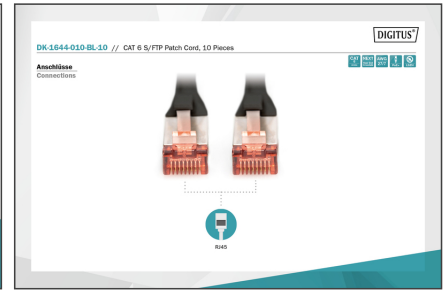 DIGITUS®
DK-1644-010-BL-10 // CAT 6 S/FTP Patch Cord, 10 Pieces
Anschlüsse
Connections
RJ45